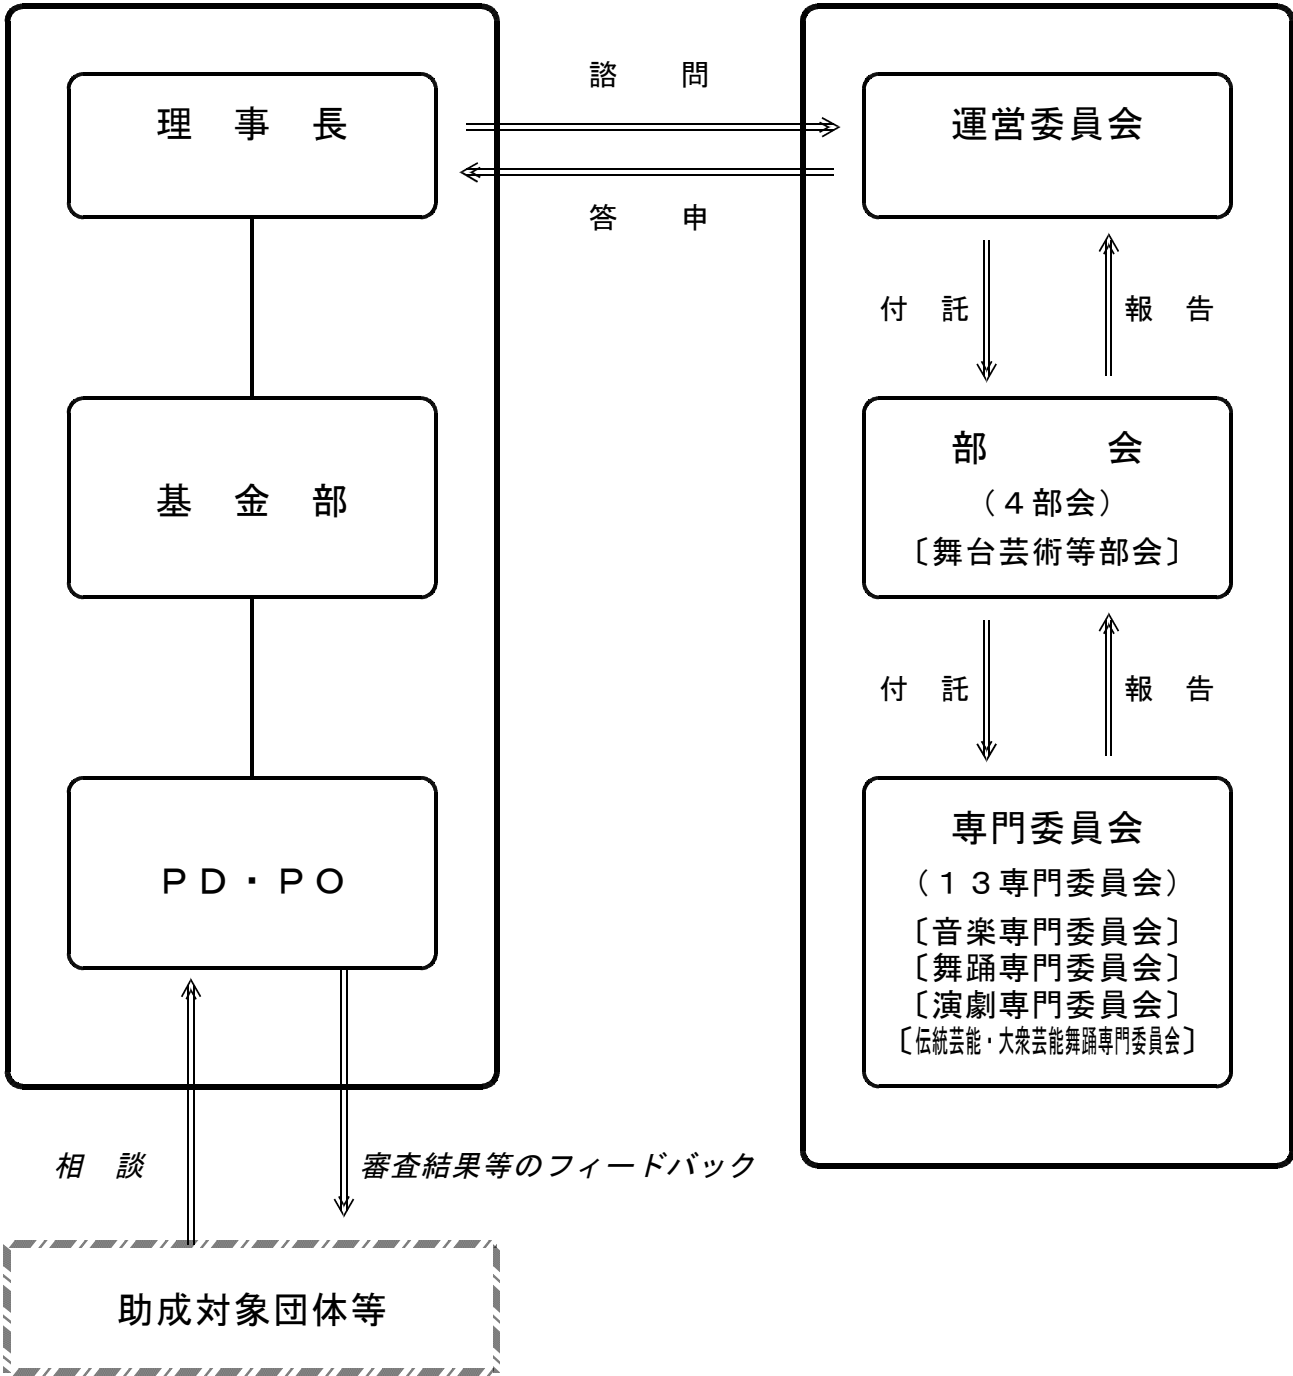 諮　問
理　事　長
運営委員会
答　申
付　託
報　告
部　　　会
（４部会）
基　金　部
〔舞台芸術等部会〕
付　託
報　告
専門委員会
ＰＤ・ＰＯ
（１３専門委員会）
〔音楽専門委員会〕
〔舞踊専門委員会〕
〔演劇専門委員会〕
〔伝統芸能・大衆芸能舞踊専門委員会〕
相　談
審査結果等のフィードバック
助成対象団体等